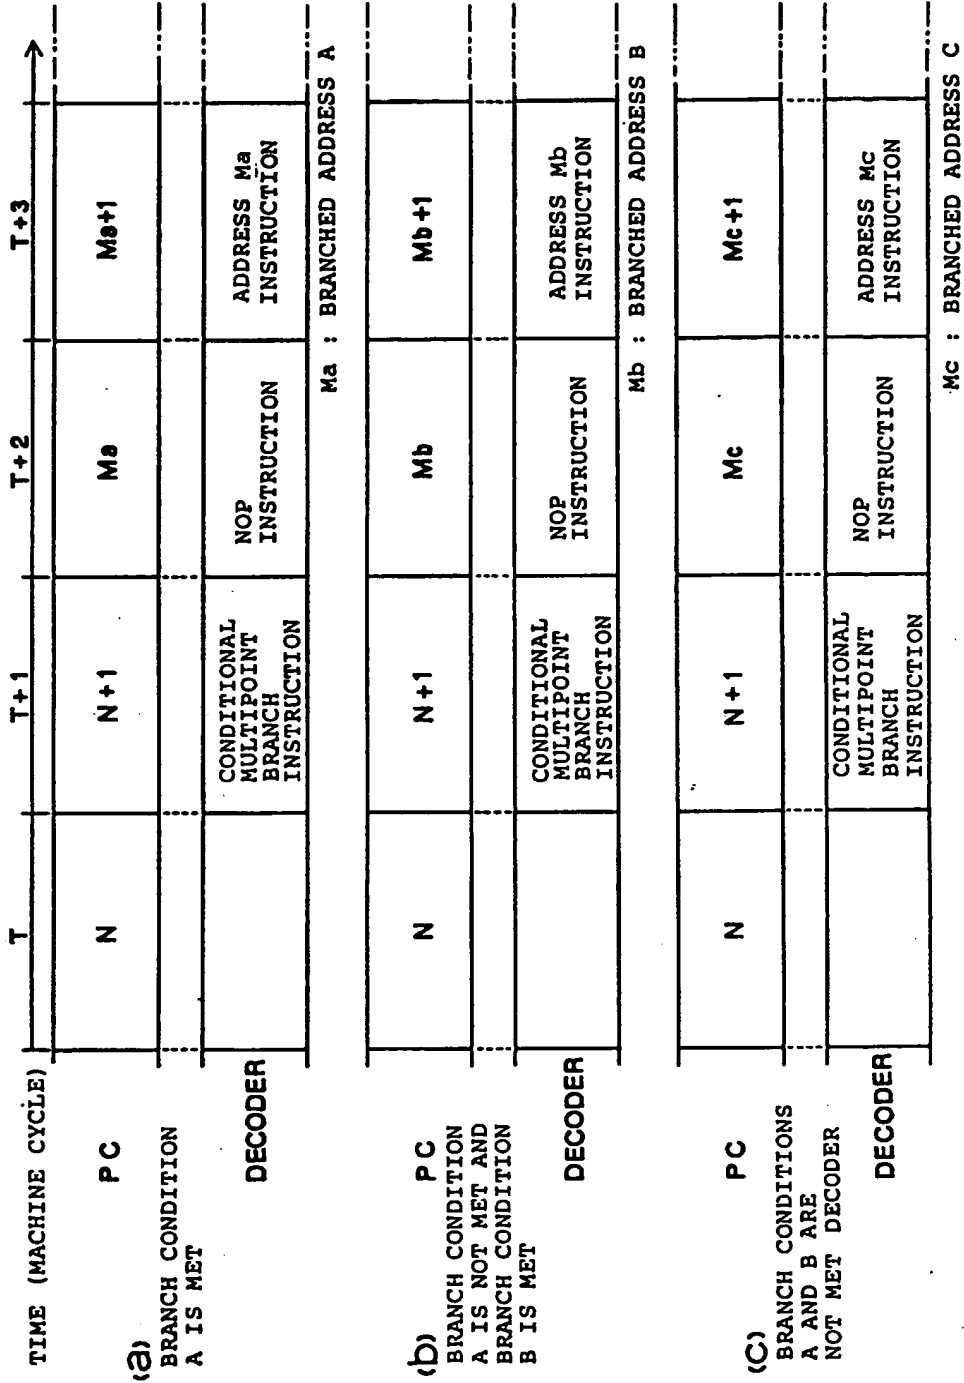 TIME (MACHINE CYCLE)
T
T+1
T+2
T+3
(a)
BRANCH CONDITION
A IS MET
PC
N
N+1
Ma
Ma+1
DECODER
CONDITIONAL
MULTIPOINT
BRANCH
INSTRUCTION
NOP
INSTRUCTION
ADDRESS Ma
INSTRUCTION
Ma : BRANCHED ADDRESS A
(b)
BRANCH CONDITION
A IS NOT MET AND
BRANCH CONDITION
B IS MET
PC
N
N+1
Mb
Mb+1
DECODER
CONDITIONAL
MULTIPOINT
BRANCH
INSTRUCTION
NOP
INSTRUCTION
ADDRESS Mb
INSTRUCTION
Mb : BRANCHED ADDRESS B
(C)
BRANCH CONDITIONS
A AND B ARE
NOT MET DECODER
PC
N
N+1
Mc
Mc+1
DECODER
CONDITIONAL
MULTIPOINT
BRANCH
INSTRUCTION
NOP
INSTRUCTION
ADDRESS Mc
INSTRUCTION
Mc : BRANCHED ADDRESS C